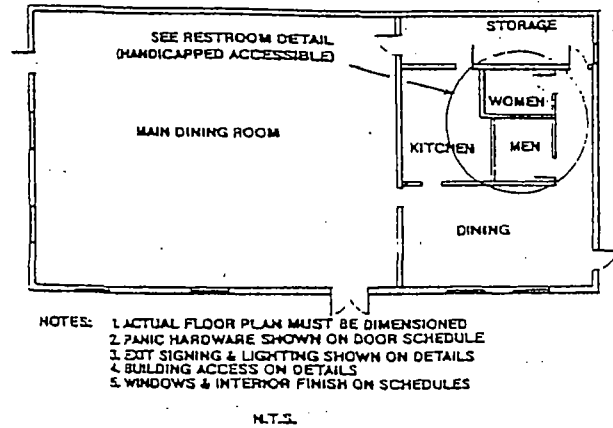 STORAGE
SEE RESTROOM DETAIL
(HANDICAPPED ACCESSIBLE)
WOMEN
MAIN DINING ROOM
KITCHEN
MEN
DINING
NOTES: 1. ACTUAL FLOOR PLAN MUST BE DIMENSIONED
2. PANIC HARDWARE SHOWN ON DOOR SCHEDULE
3. EXIT SIGNING & LIGHTING SHOWN ON DETAILS
4. BUILDING ACCESS ON DETAILS
5. WINDOWS & INTERIOR FINISH ON SCHEDULES
N.T.S.